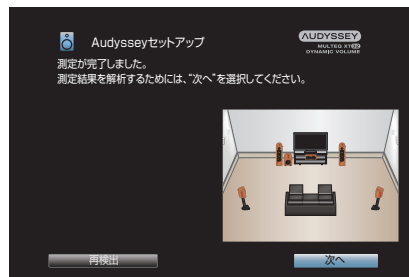 Audysseyセットアップ
AUDYSSEY
MULTEQ XT32
DYNAMIC VOLUME
測定が完了しました。
測定結果を解析するためには、“次へ”を選択してください。
再検出
次へ